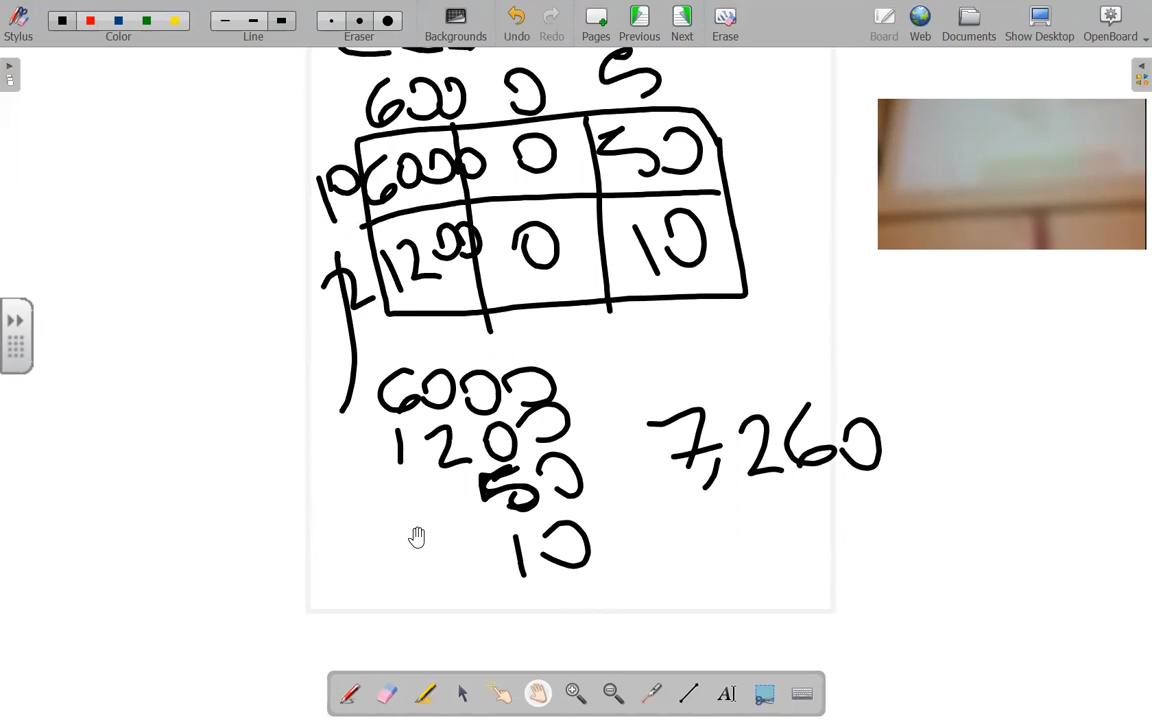 Stylus Color Line Eraser Backgrounds Undo Redo Pages Previous Next Erase Board Web Documents Show Desktop OpenBoard
600 0 5
10 6000 0 50
2 1200 0 10
6000
1200
50
10
7,260